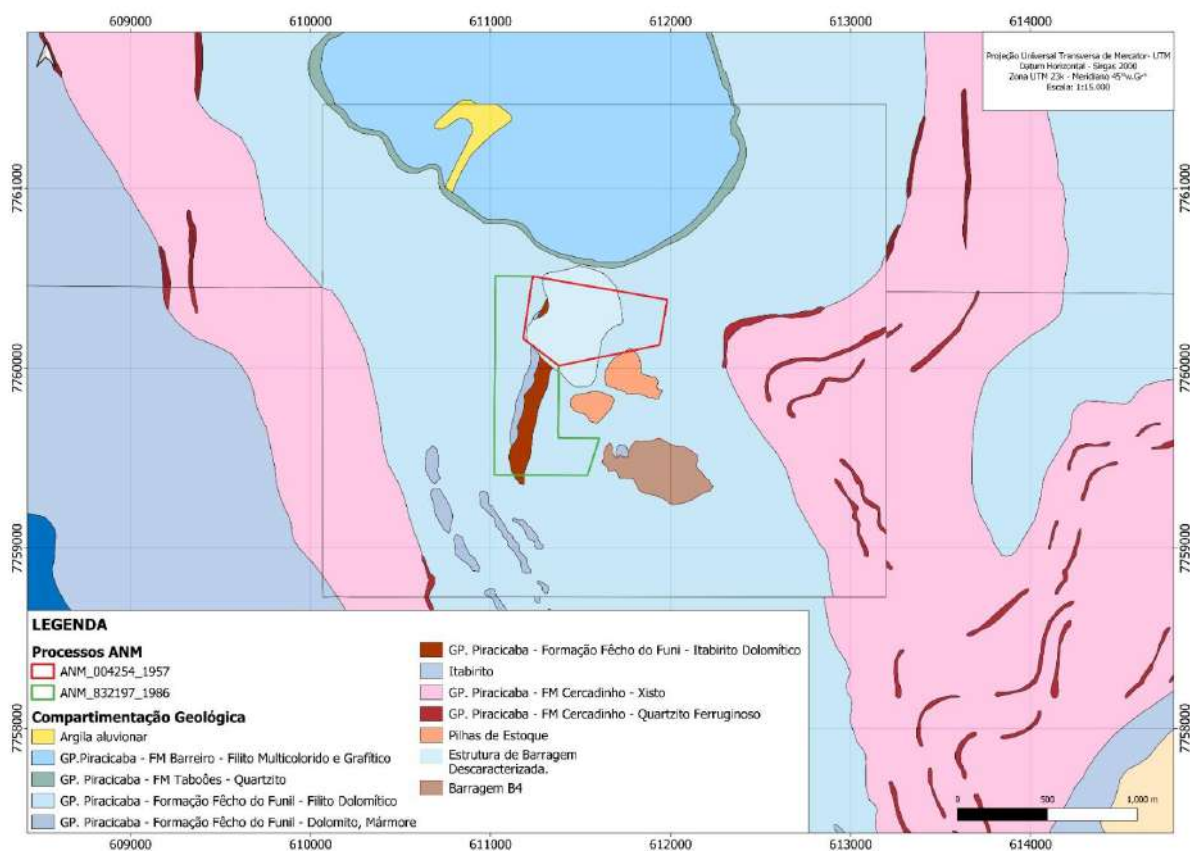 609000 610000 611000 612000 613000 614000
Projeção Universal Transversa de Mercator- UTM
Datum Horizontal - Sirgas 2000
Zona UTM 23k - Meridiano 45°w.Grº
Escala: 1:15.000
7761000
7761000
7760000
7760000
7759000
7759000
7758000
LEGENDA
Processos ANM
ANM_004254_1957
ANM_832197_1986
Compartimentação Geológica
Argila aluvionar
GP.Piracicaba - FM Barreiro - Filito Multicolorido e Grafítico
GP. Piracicaba - FM Taboões - Quartzito
GP. Piracicaba - Formação Fêcho do Funil - Filito Dolomítico
GP. Piracicaba - Formação Fêcho do Funil - Dolomito, Mármore
GP. Piracicaba - Formação Fêcho do Funi - Itabirito Dolomítico
Itabirito
GP. Piracicaba - FM Cercadinho - Xisto
GP. Piracicaba - FM Cercadinho - Quartzito Ferruginoso
Pilhas de Estoque
Estrutura de Barragem
Descaracterizada.
Barragem B4
0 500 1,000 m
609000 610000 611000 612000 613000 614000